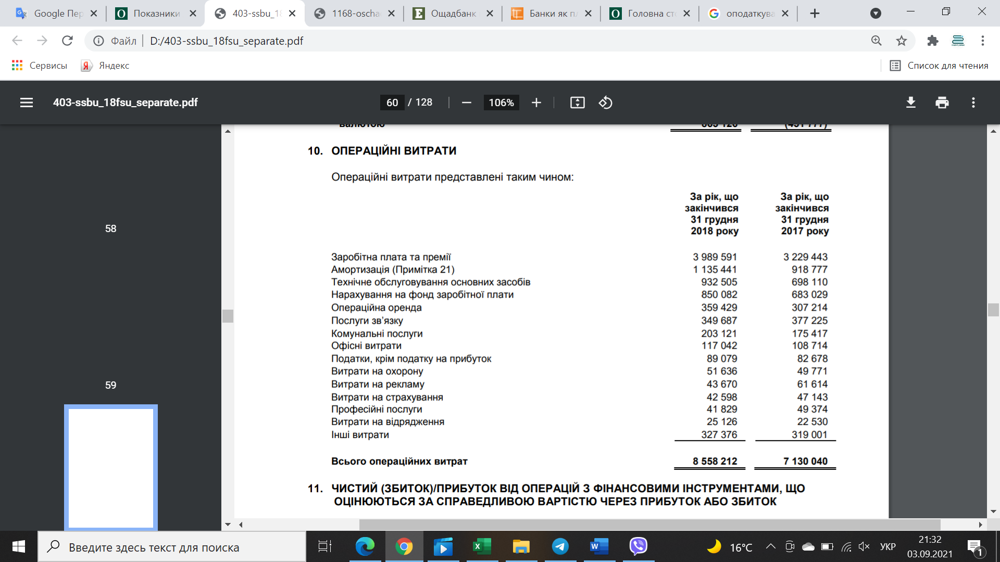 Google Пер
Показники
403-ssbu_18
1168-oscha
Ощадбанк
Банки як пл
Головна сто
оподаткува
Файл D:/403-ssbu_18fsu_separate.pdf
Сервисы Яндекс Список для чтения
403-ssbu_18fsu_separate.pdf 60 / 128 106%
валютою
10. ОПЕРАЦІЙНІ ВИТРАТИ
Операційні витрати представлені таким чином:
За рік, що закінчився 31 грудня 2018 року
За рік, що закінчився 31 грудня 2017 року
Заробітна плата та премії 3 989 591 3 229 443
Амортизація (Примітка 21) 1 135 441 918 777
Технічне обслуговування основних засобів 932 505 698 110
Нарахування на фонд заробітної плати 850 082 683 029
Операційна оренда 359 429 307 214
Послуги зв’язку 349 687 377 225
Комунальні послуги 203 121 175 417
Офісні витрати 117 042 108 714
Податки, крім податку на прибуток 89 079 82 678
Витрати на охорону 51 636 49 771
Витрати на рекламу 43 670 61 614
Витрати на страхування 42 598 47 143
Професійні послуги 41 829 49 374
Витрати на відрядження 25 126 22 530
Інші витрати 327 376 319 001
Всього операційних витрат 8 558 212 7 130 040
11. ЧИСТИЙ (ЗБИТОК)/ПРИБУТОК ВІД ОПЕРАЦІЙ З ФІНАНСОВИМИ ІНСТРУМЕНТАМИ, ЩО
ОЦІНЮЮТЬСЯ ЗА СПРАВЕДЛИВОЮ ВАРТІСТЮ ЧЕРЕЗ ПРИБУТОК АБО ЗБИТОК
58
59
Введите здесь текст для поиска
16°C
УКР
21:32
03.09.2021
1